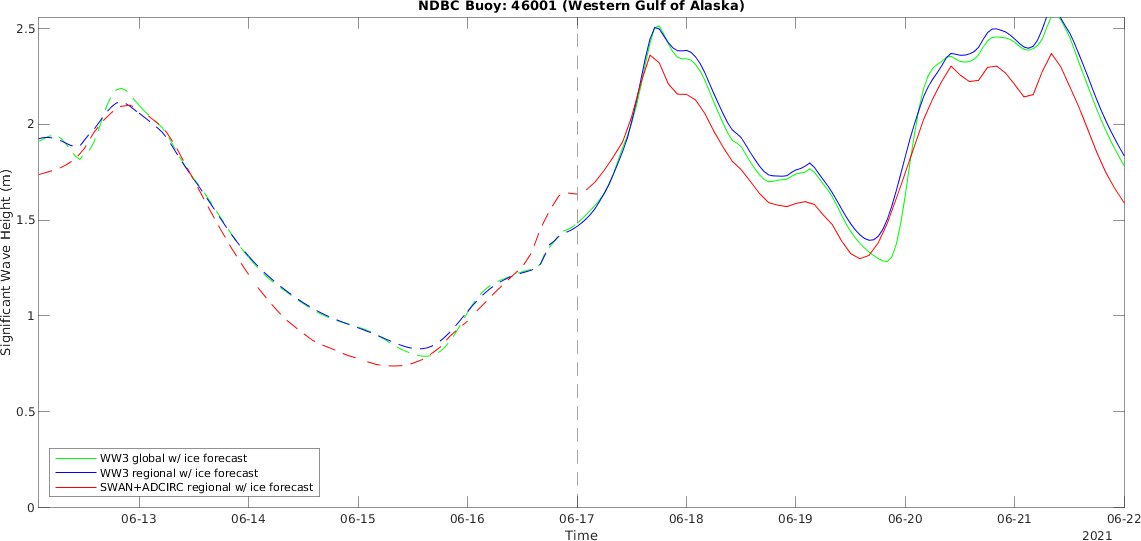 NDBC Buoy: 46001 (Western Gulf of Alaska)
2.5
2
1.5
1
0.5
0
Significant Wave Height (m)
WW3 global w/ ice forecast
WW3 regional w/ ice forecast
SWAN+ADCIRC regional w/ ice forecast
06-13 06-14 06-15 06-16 06-17 06-18 06-19 06-20 06-21 06-22
Time
2021